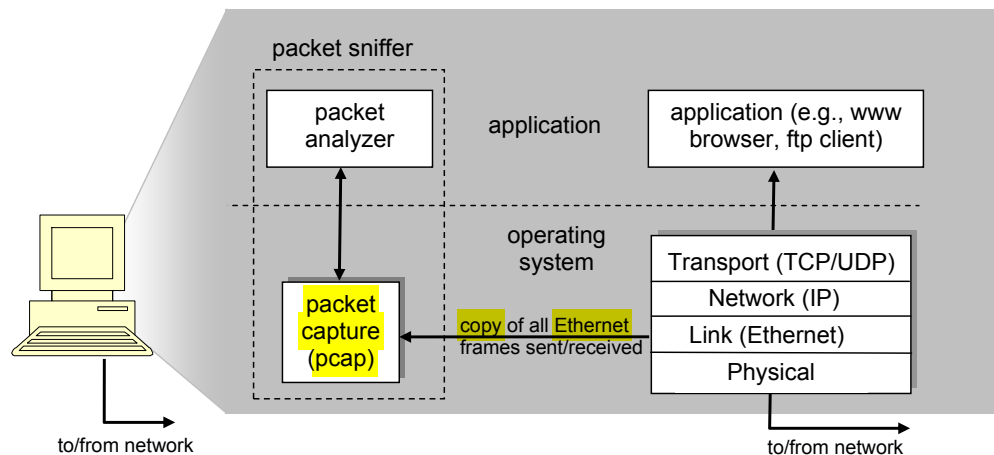 packet sniffer
packet
analyzer
application
application (e.g., www
browser, ftp client)
operating
system
packet
capture
(pcap)
copy of all Ethernet
frames sent/received
Transport (TCP/UDP)
Network (IP)
Link (Ethernet)
Physical
to/from network
to/from network